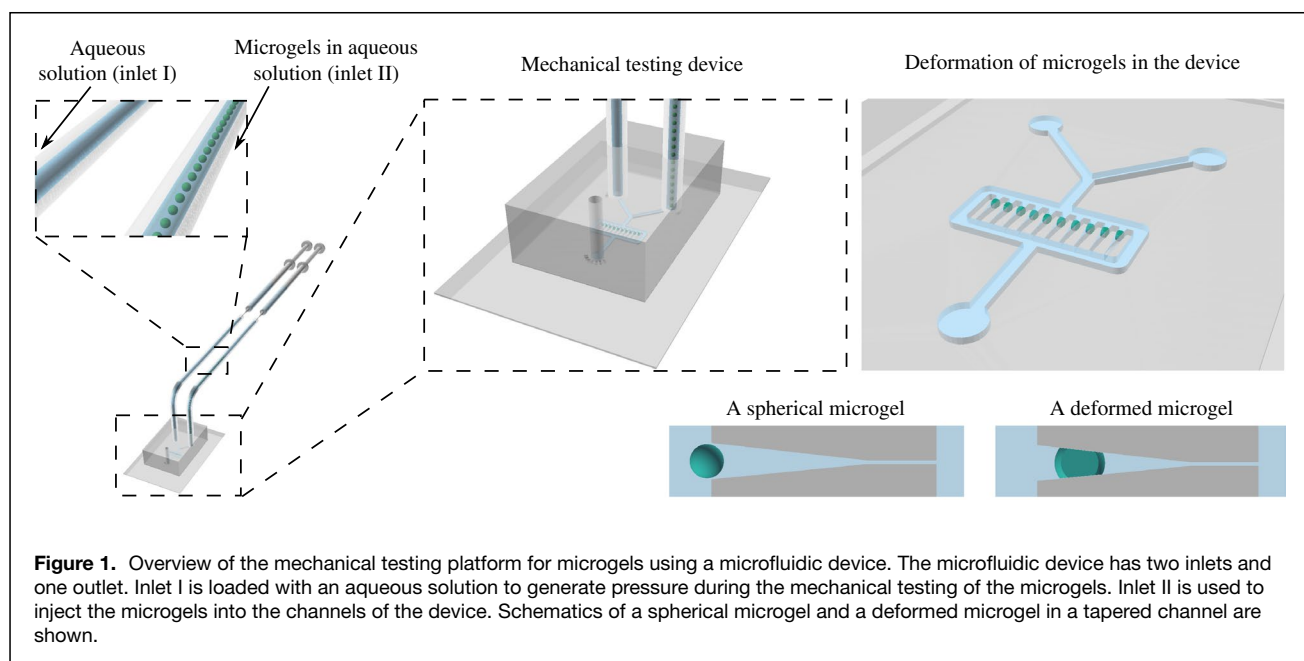 Aqueous
solution (inlet I)
Microgels in aqueous
solution (inlet II)
Mechanical testing device
Deformation of microgels in the device
A spherical microgel
A deformed microgel
Figure 1. Overview of the mechanical testing platform for microgels using a microfluidic device. The microfluidic device has two inlets and
one outlet. Inlet I is loaded with an aqueous solution to generate pressure during the mechanical testing of the microgels. Inlet II is used to
inject the microgels into the channels of the device. Schematics of a spherical microgel and a deformed microgel in a tapered channel are
shown.